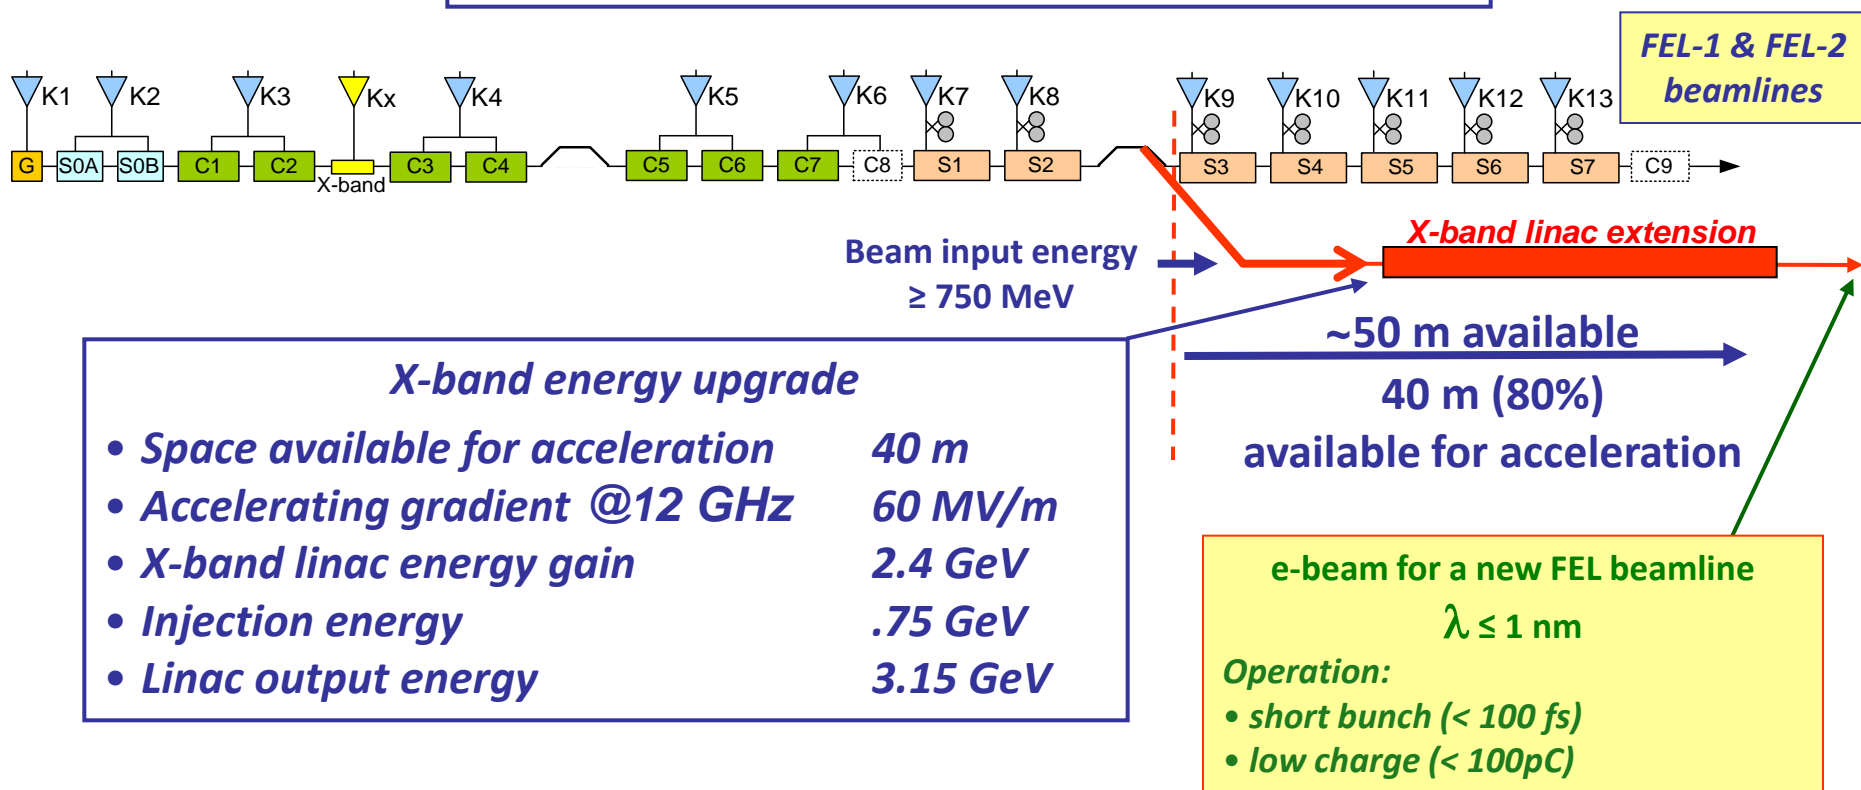 FEL-1 & FEL-2
beamlines
K1 K2 K3 Kx K4 K5 K6 K7 K8 K9 K10 K11 K12 K13
G S0A S0B C1 C2 C3 C4 C5 C6 C7 C8 S1 S2 S3 S4 S5 S6 S7 C9
X-band
X-band linac extension
Beam input energy
≥ 750 MeV
~50 m available
40 m (80%)
available for acceleration
X-band energy upgrade
• Space available for acceleration 40 m
• Accelerating gradient @12 GHz 60 MV/m
• X-band linac energy gain 2.4 GeV
• Injection energy .75 GeV
• Linac output energy 3.15 GeV
e-beam for a new FEL beamline
λ ≤ 1 nm
Operation:
• short bunch (< 100 fs)
• low charge (< 100pC)